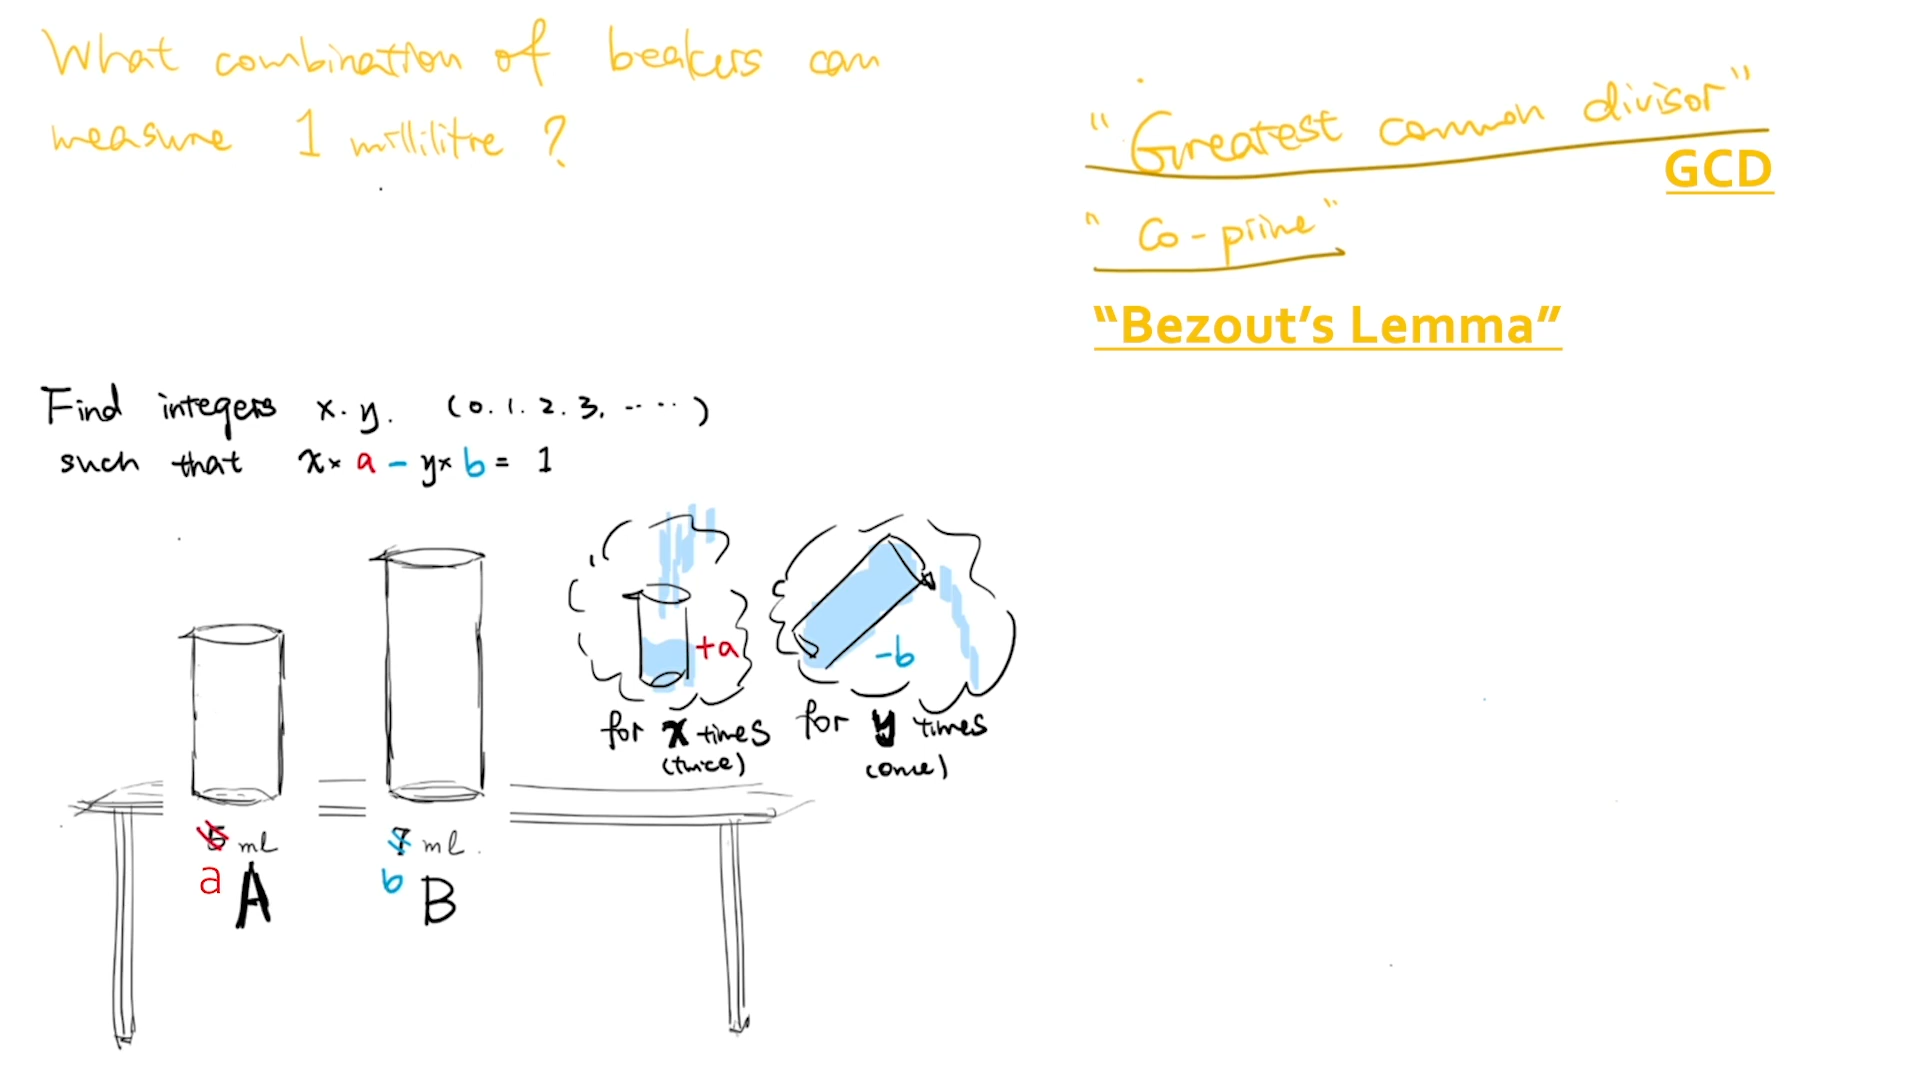 What combination of beakers can
measure 1 millilitre ?
"Greatest common divisor"
GCD
"Co-prime"
“Bezout’s Lemma”
Find integers x. y. (0. 1. 2. 3. ·····)
such that x× a - y× b = 1
+a
-b
for x times
(twice)
for y times
(once)
ml
a A
ml.
b B